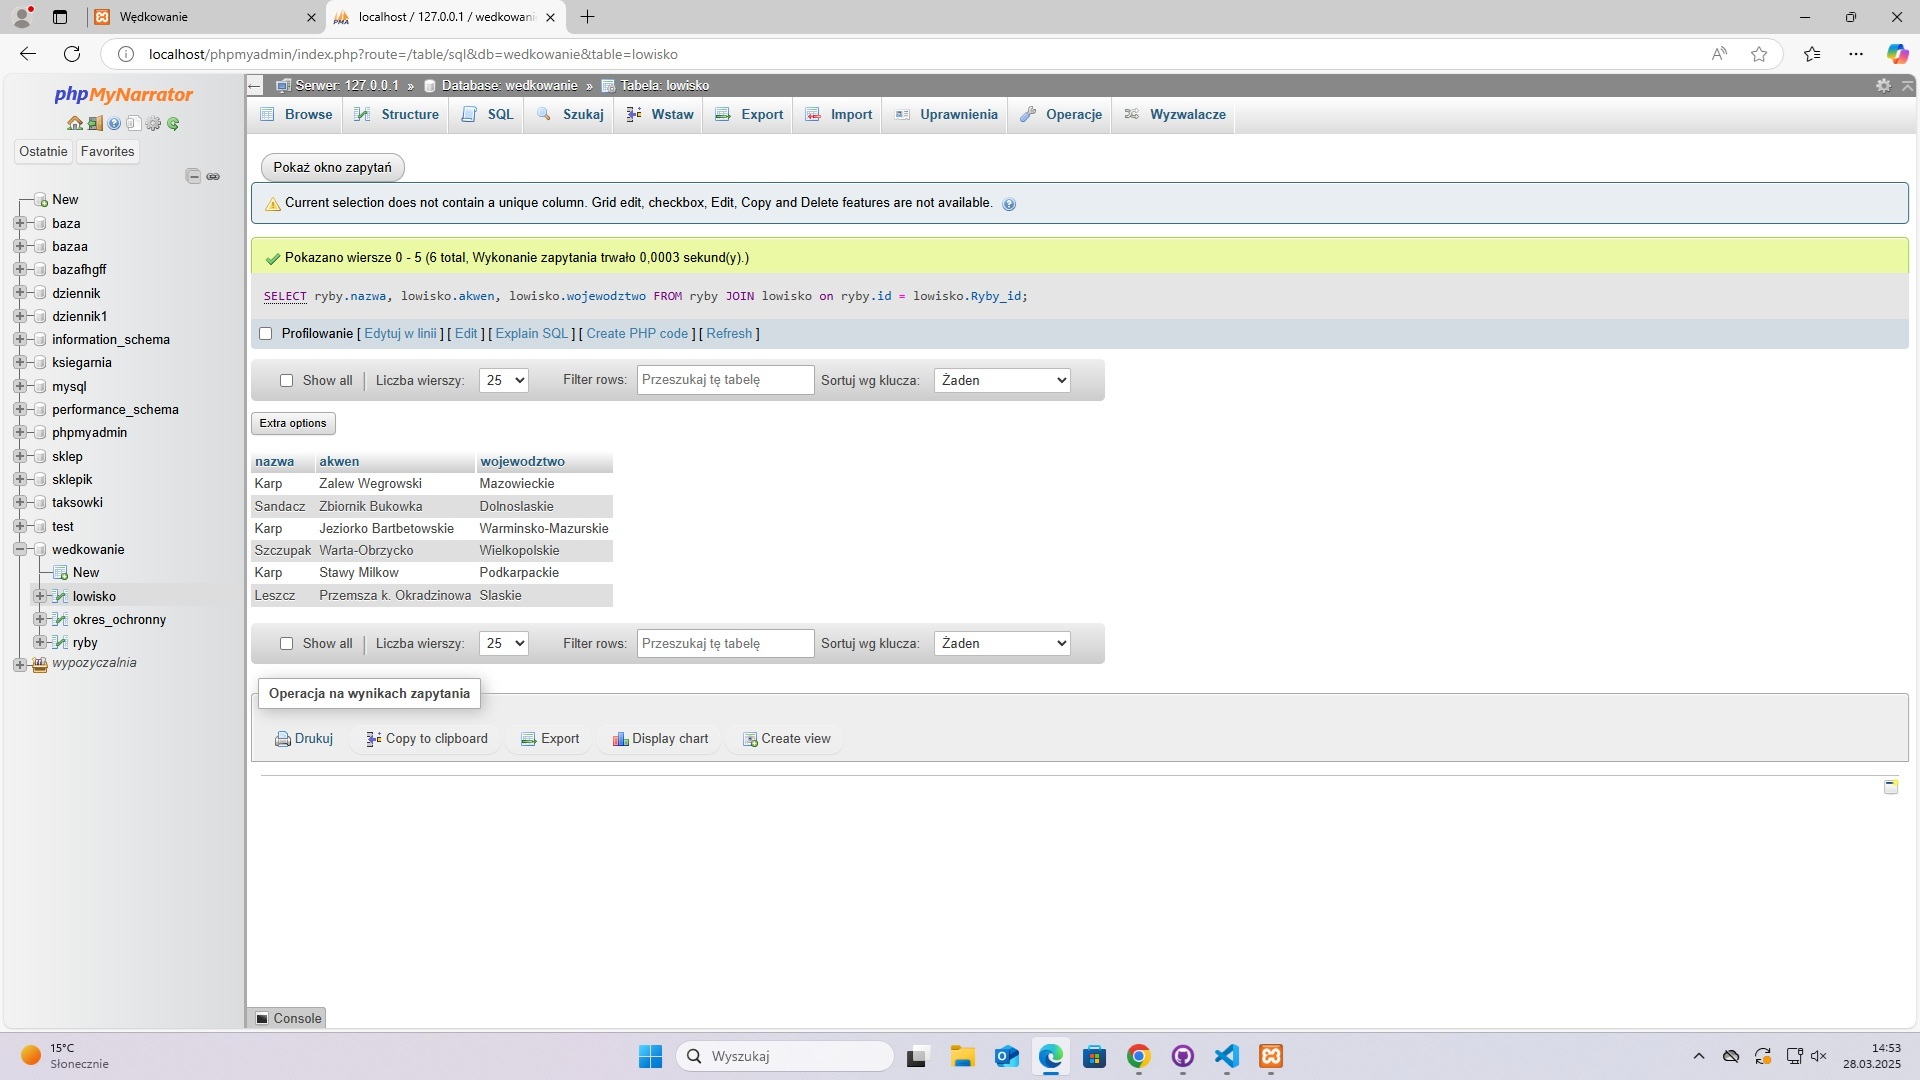 Wędkowanie
localhost / 127.0.0.1 / wedkowani
localhost/phpmyadmin/index.php?route=/table/sql&db=wedkowanie&table=lowisko
phpMyNarrator
Serwer: 127.0.0.1 » Database: wedkowanie » Tabela: lowisko
Browse Structure SQL Szukaj Wstaw Export Import Uprawnienia Operacje Wyzwalacze
Ostatnie Favorites
New
baza
bazaa
bazafhgff
dziennik
dziennik1
information_schema
ksiegarnia
mysql
performance_schema
phpmyadmin
sklep
sklepik
taksowki
test
wedkowanie
New
lowisko
okres_ochronny
ryby
wypozyczalnia
Pokaż okno zapytań
Current selection does not contain a unique column. Grid edit, checkbox, Edit, Copy and Delete features are not available.
Pokazano wiersze 0 - 5 (6 total, Wykonanie zapytania trwało 0,0003 sekund(y).)
SELECT ryby.nazwa, lowisko.akwen, lowisko.wojewodztwo FROM ryby JOIN lowisko on ryby.id = lowisko.Ryby_id;
Profilowanie [ Edytuj w linii ] [ Edit ] [ Explain SQL ] [ Create PHP code ] [ Refresh ]
Show all | Liczba wierszy: 25 Filter rows: Przeszukaj tę tabelę Sortuj wg klucza: Żaden
Extra options
nazwa akwen wojewodztwo
Karp Zalew Wegrowski Mazowieckie
Sandacz Zbiornik Bukowka Dolnoslaskie
Karp Jeziorko Bartbetowskie Warminsko-Mazurskie
Szczupak Warta-Obrzycko Wielkopolskie
Karp Stawy Milkow Podkarpackie
Leszcz Przemsza k. Okradzinowa Slaskie
Show all | Liczba wierszy: 25 Filter rows: Przeszukaj tę tabelę Sortuj wg klucza: Żaden
Operacja na wynikach zapytania
Drukuj Copy to clipboard Export Display chart Create view
Console
15°C
Słonecznie
Wyszukaj
14:53
28.03.2025